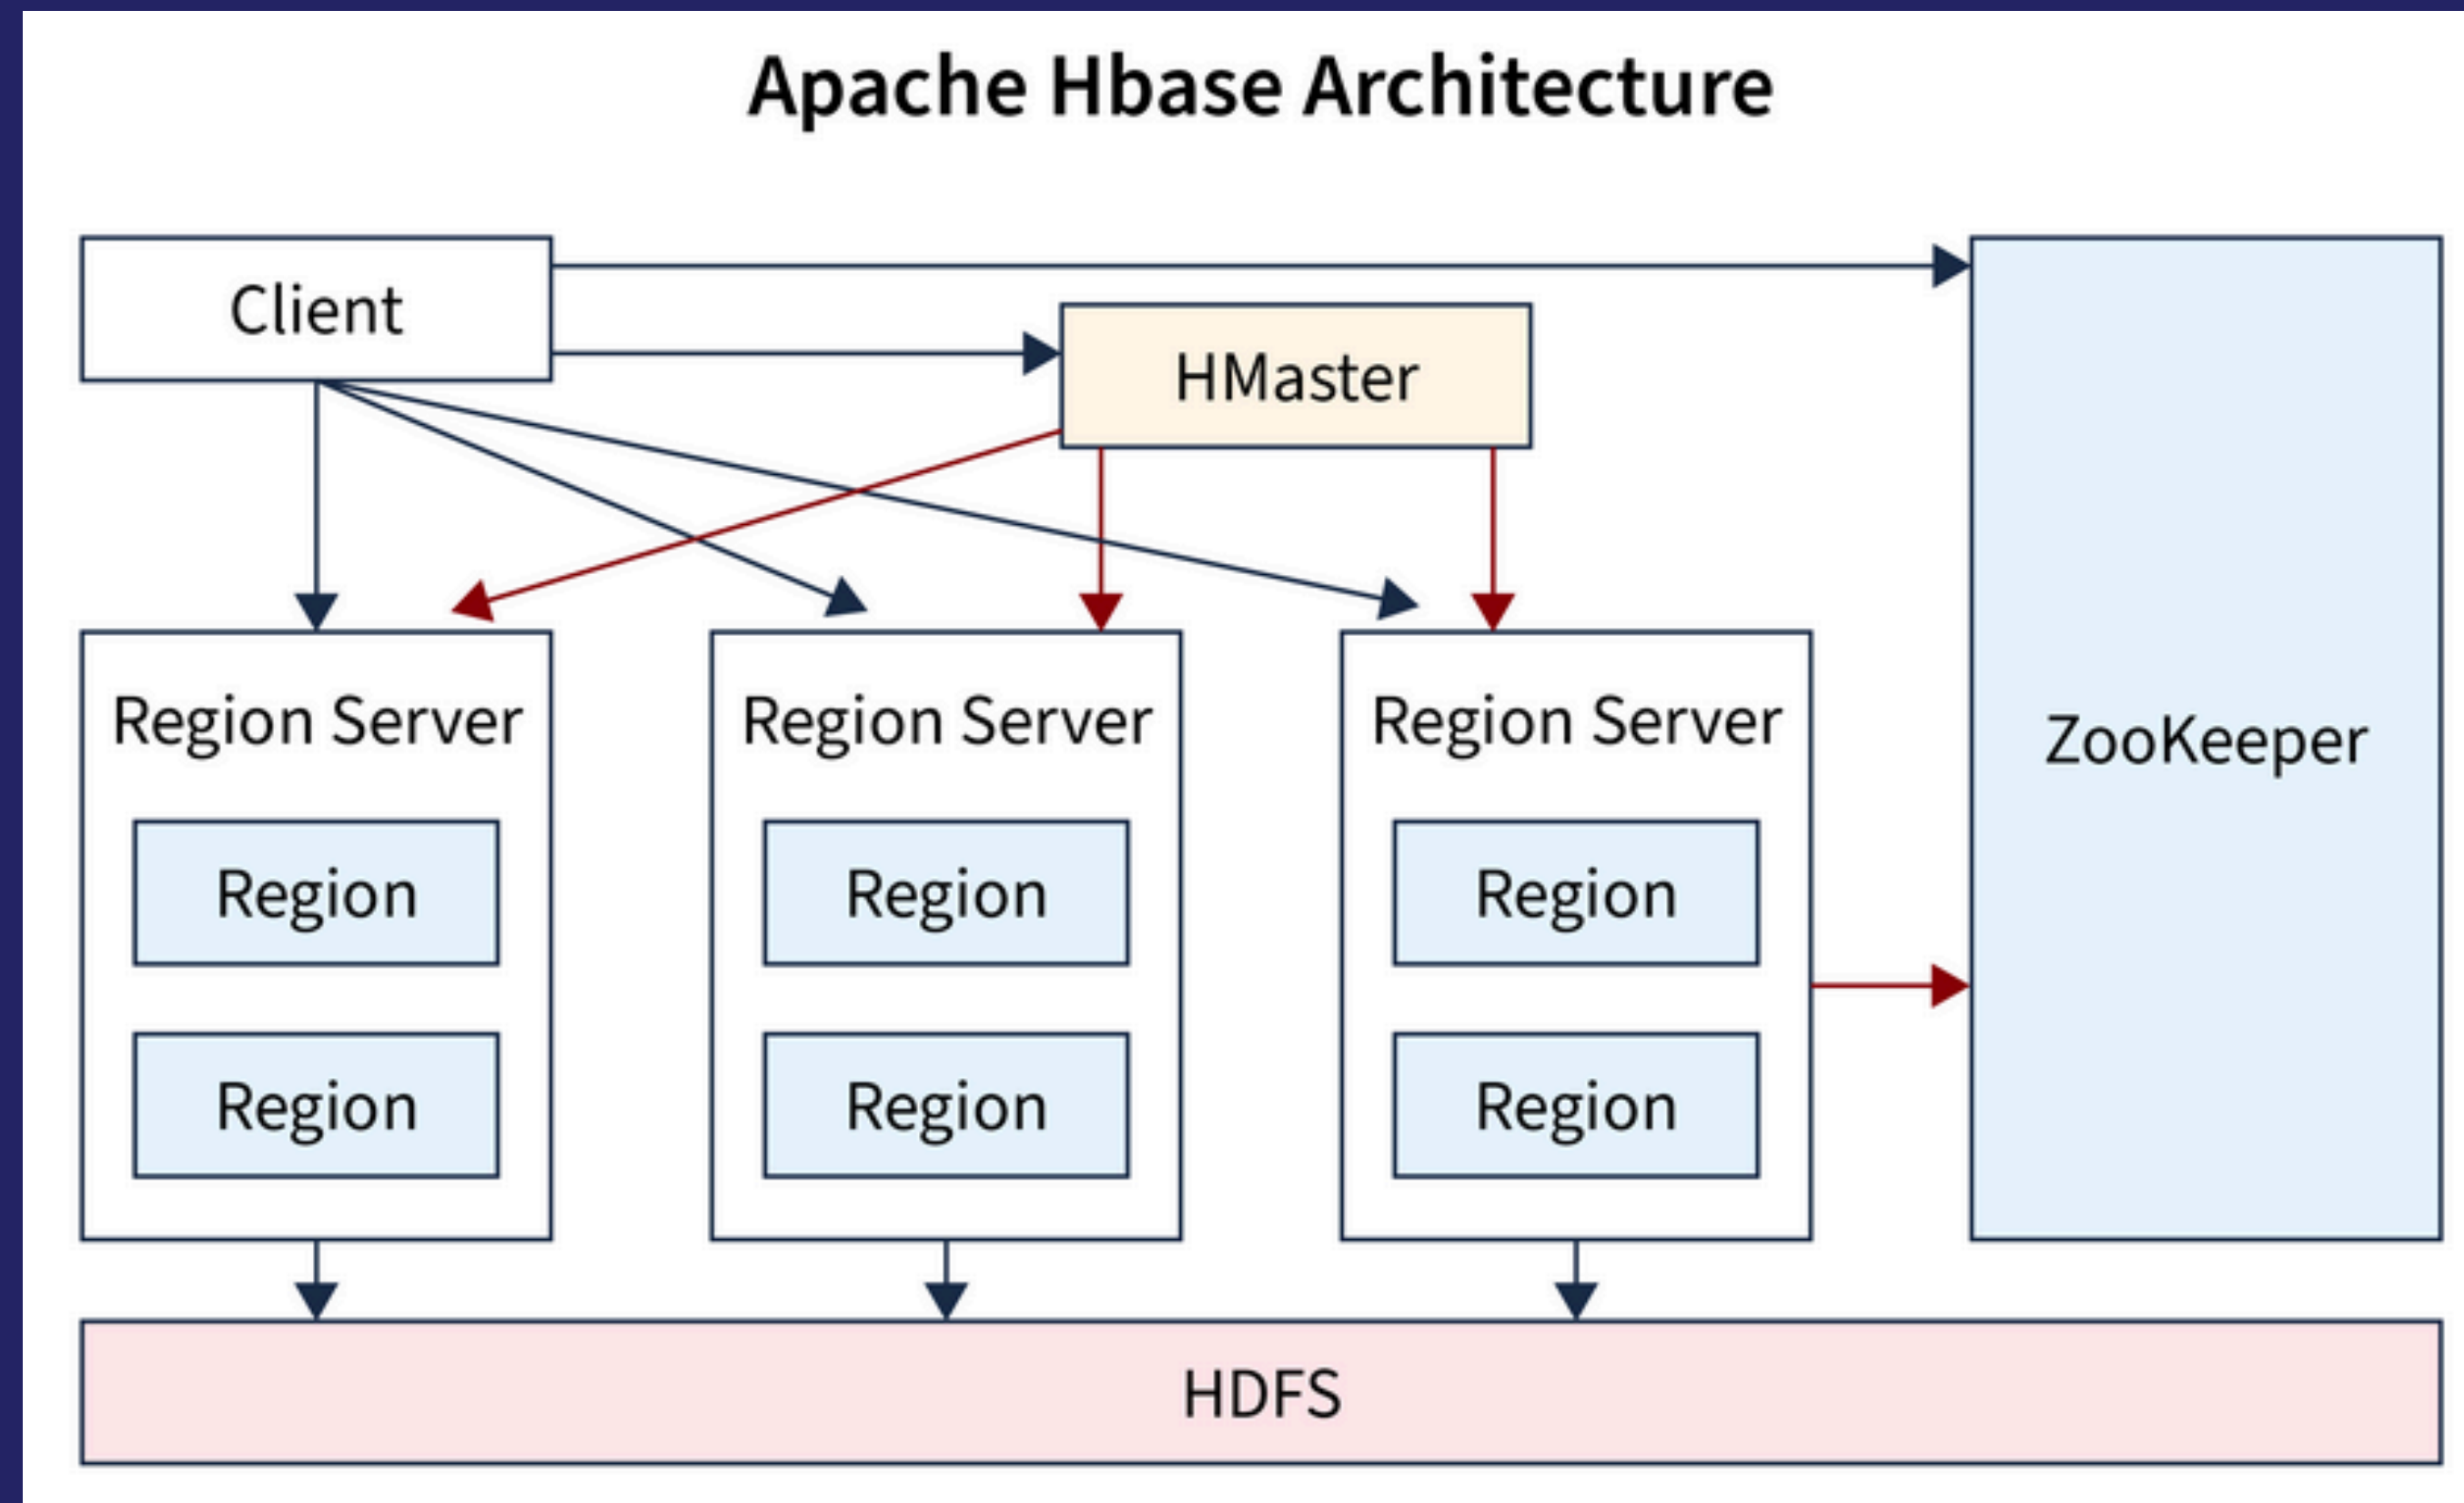 Apache Hbase Architecture
Client
HMaster
Region Server
Region Server
Region Server
ZooKeeper
Region
Region
Region
Region
Region
Region
HDFS